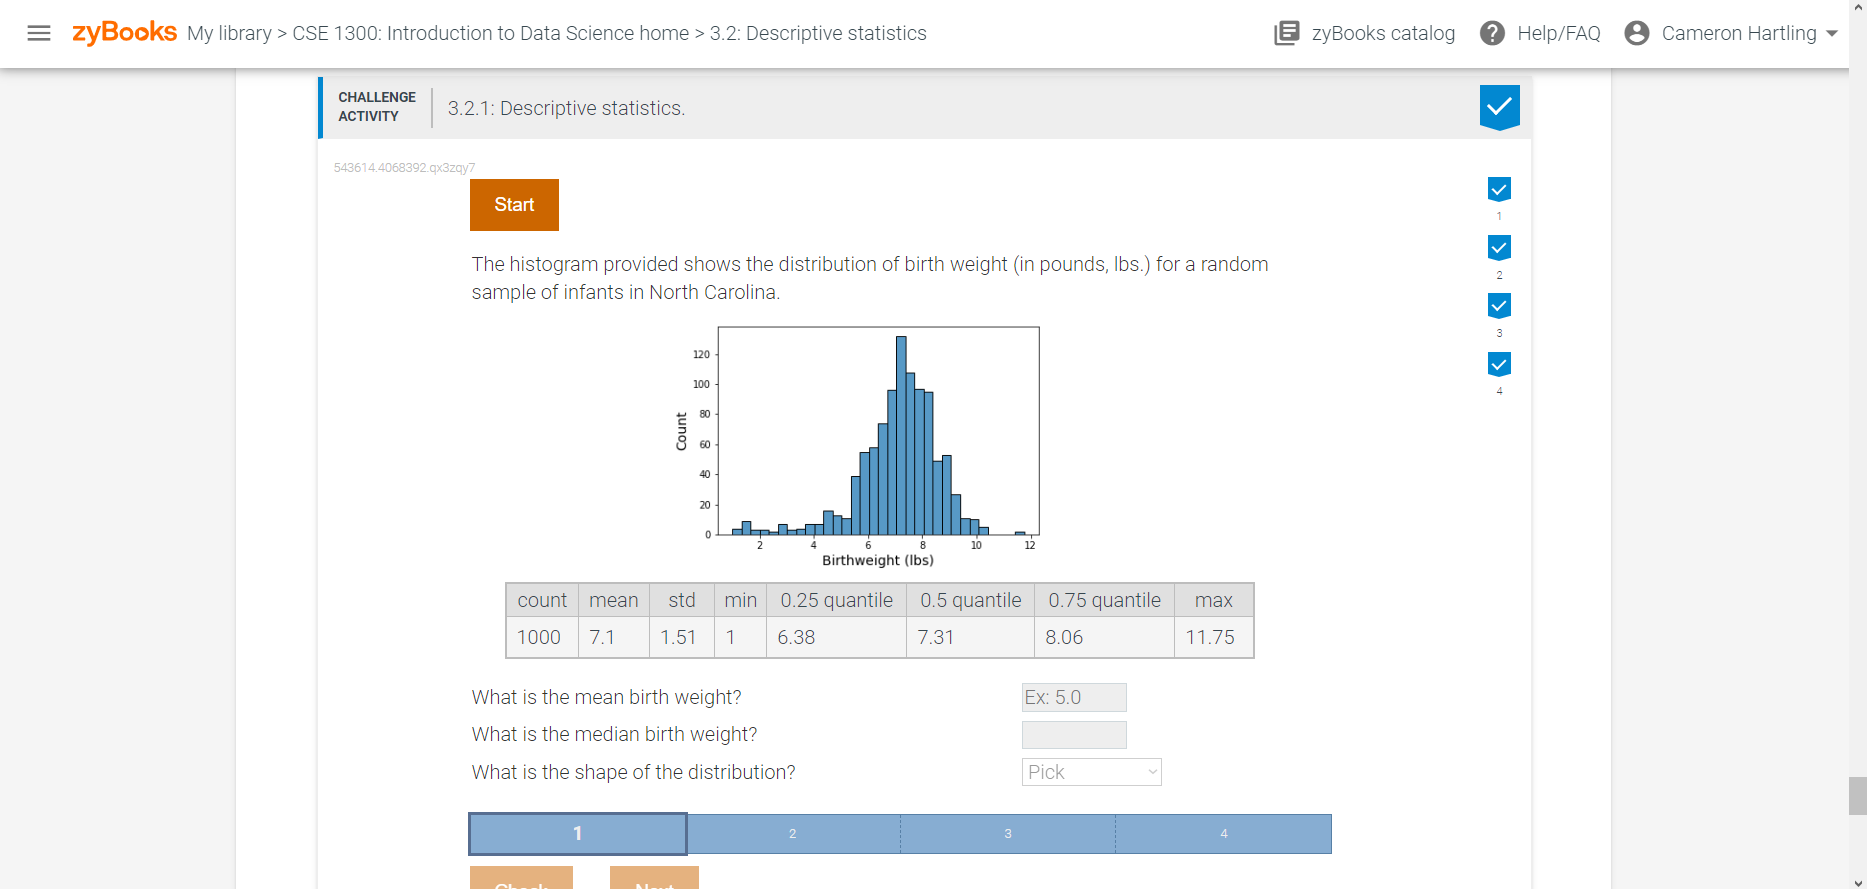 zyBooks My library > CSE 1300: Introduction to Data Science home > 3.2: Descriptive statistics
zyBooks catalog
? Help/FAQ
Cameron Hartling
CHALLENGE
ACTIVITY
3.2.1: Descriptive statistics.
543614.4068392.qx3zqy7
Start
1
2
3
4
The histogram provided shows the distribution of birth weight (in pounds, lbs.) for a random
sample of infants in North Carolina.
120
100
80
60
40
20
0
Count
2 4 6 8 10 12
Birthweight (lbs)
count mean std min 0.25 quantile 0.5 quantile 0.75 quantile max
1000 7.1 1.51 1 6.38 7.31 8.06 11.75
What is the mean birth weight? Ex: 5.0
What is the median birth weight?
What is the shape of the distribution? Pick
1 2 3 4
Check Next